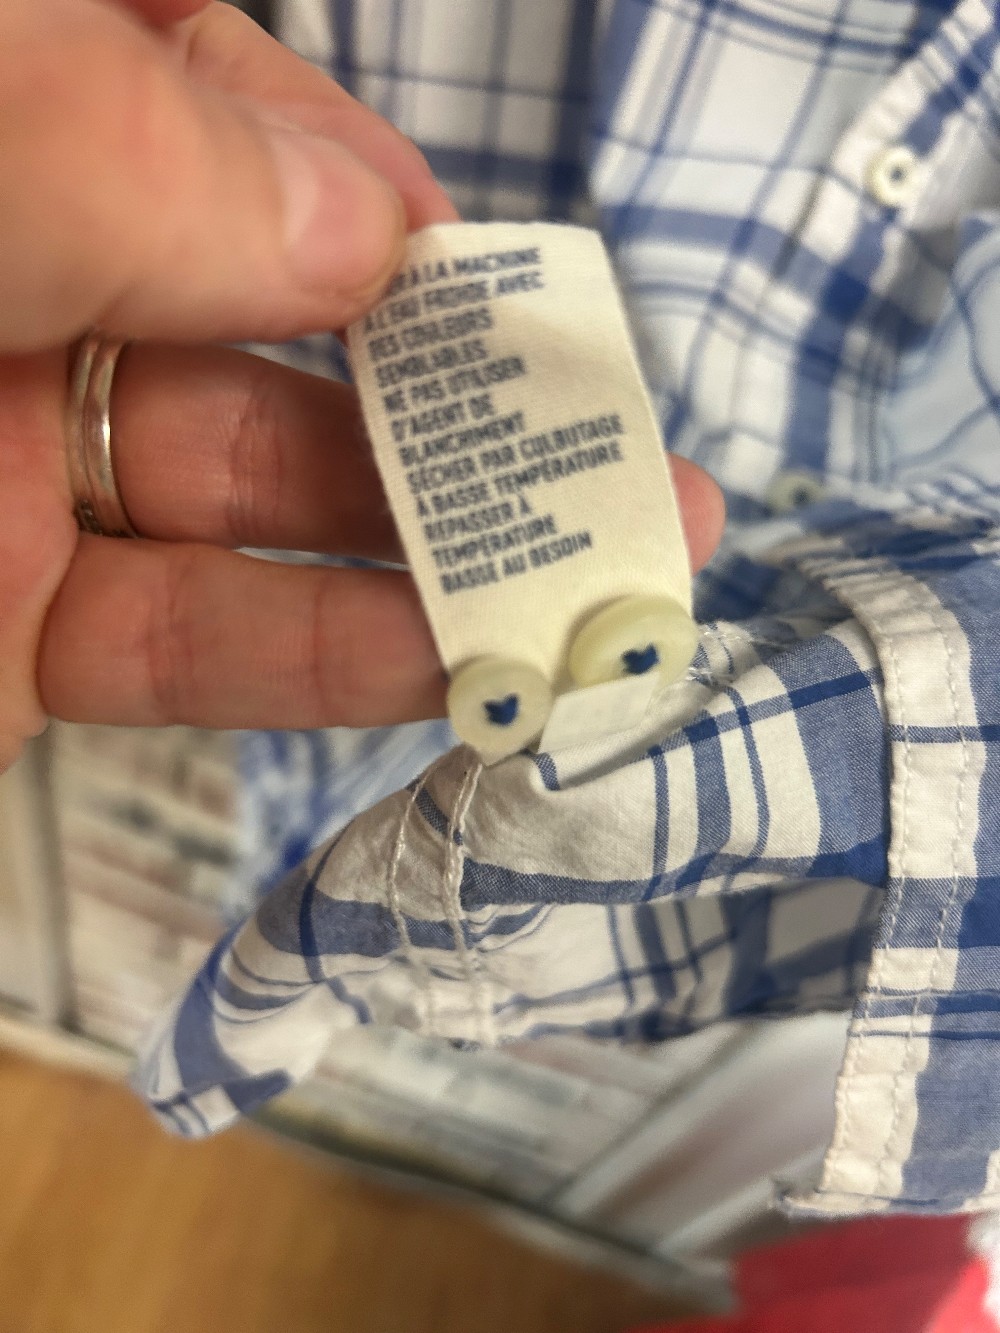 À LA MACHINE
À L'EAU FROIDE AVEC
DES COULEURS
SEMBLABLES
NE PAS UTILISER
D'AGENT DE
BLANCHIMENT
SÉCHER PAR CULBUTAGE
À BASSE TEMPÉRATURE
REPASSER À
TEMPÉRATURE
BASSE AU BESOIN